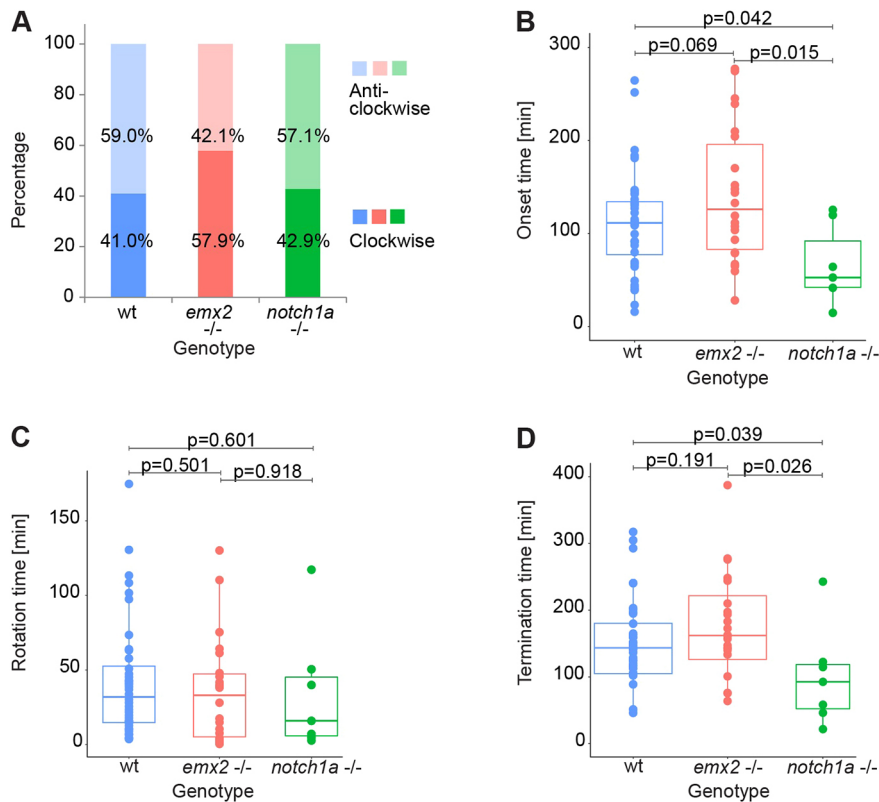 A
100
80
60
40
20
0
Percentage
59.0%
42.1%
57.1%
41.0%
57.9%
42.9%
wt
emx2 -/-
notch1a -/-
Genotype
Anti-
clockwise
Clockwise
B
p=0.042
p=0.069
p=0.015
300
200
100
0
Onset time [min]
wt
emx2 -/-
notch1a -/-
Genotype
C
p=0.601
p=0.501
p=0.918
150
100
50
0
Rotation time [min]
wt
emx2 -/-
notch1a -/-
Genotype
D
p=0.039
p=0.191
p=0.026
400
300
200
100
0
Termination time [min]
wt
emx2 -/-
notch1a -/-
Genotype